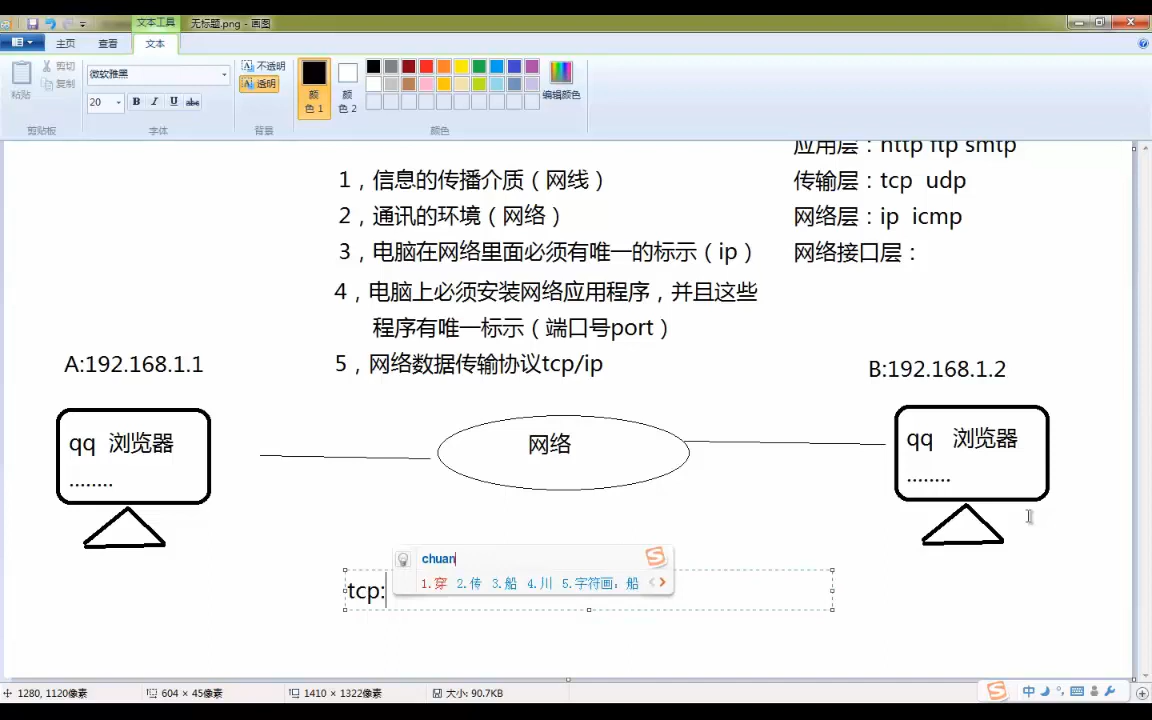 文本工具 无标题.png - 画图
主页 查看 文本
粘贴 剪切 复制
剪贴板
微软雅黑
20 B I U abc
字体
不透明
透明
背景
颜色 1
颜色 2
编辑颜色
颜色
应用层：http ftp smtp
1，信息的传播介质（网线）
传输层：tcp udp
2，通讯的环境（网络）
网络层：ip icmp
3，电脑在网络里面必须有唯一的标示（ip）
网络接口层：
4，电脑上必须安装网络应用程序，并且这些
程序有唯一标示（端口号port）
5，网络数据传输协议tcp/ip
A:192.168.1.1
B:192.168.1.2
qq 浏览器
........
网络
qq 浏览器
........
chuan
1.穿 2.传 3.船 4.川 5.字符画：船
tcp:
1280, 1120像素 604 × 45像素 1410 × 1322像素 大小: 90.7KB
中